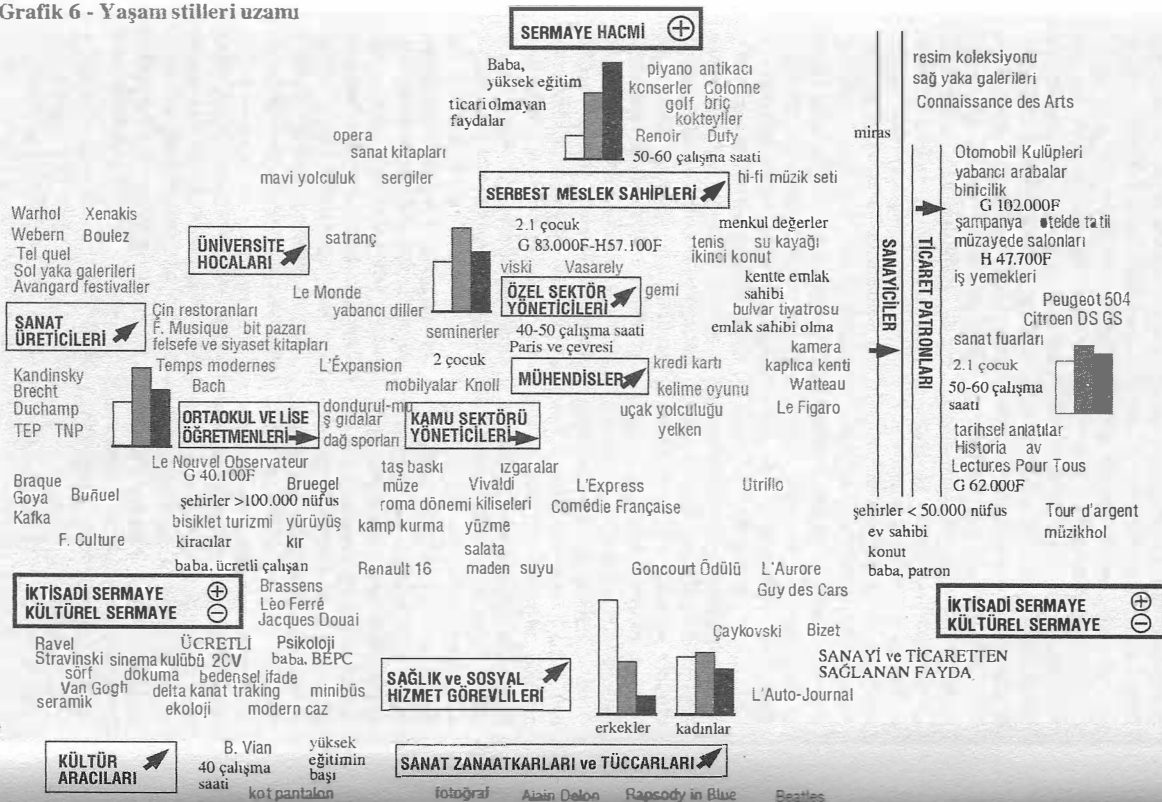 Grafik 6 - Yaşam stilleri uzamı
SERMAYE HACMİ +
Baba,
yüksek eğitim
ticari olmayan
faydalar
piyano antikacı
konserler Colonne
golf briç
kokteyller
Renoir Dufy
50-60 çalışma saati
opera
sanat kitapları
mavi yolculuk sergiler
SERBEST MESLEK SAHİPLERİ
hi-fi müzik seti
resim koleksiyonu
sağ yaka galerileri
Connaissance des Arts
miras
Otomobil Kulüpleri
yabancı arabalar
binicilik
G 102.000F
şampanya otelde tatil
müzayede salonları
H 47.700F
iş yemekleri
SANAYİCİLER
TİCARET PATRONLARI
Peugeot 504
Citroen DS GS
sanat fuarları
2.1 çocuk
50-60 çalışma
saati
tarihsel anlatılar
Historia av
Lectures Pour Tous
G 62.000F
Warhol Xenakis
Webern Boulez
Tel quel
Sol yaka galerileri
Avangard festivaller
ÜNİVERSİTE
HOCALARI
satranç
Le Monde
yabancı diller
2.1 çocuk
G 83.000F-H57.100F
viski Vasarely
ÖZEL SEKTÖR
YÖNETİCİLERİ
gemi
menkul değerler
tenis su kayağı
ikinci konut
kentte emlak
sahibi
bulvar tiyatrosu
emlak sahibi olma
kamera
kaplıca kenti
Watteau
Le Figaro
SANAT
ÜRETİCİLERİ
Çin restoranları
F. Musique bit pazarı
felsefe ve siyaset kitapları
Temps modernes
Bach
L'Éxpansion
seminerler
40-50 çalışma saati
Paris ve çevresi
2 çocuk
MÜHENDİSLER
kredi kartı
kelime oyunu
uçak yolculuğu
yelken
mobilyalar Knoll
Kandinsky
Brecht
Duchamp
TEP TNP
ORTAOKUL VE LİSE
ÖĞRETMENLERİ
dondurul-mu
ş gıdalar
dağ sporları
KAMU SEKTÖRÜ
YÖNETİCİLERİ
Le Nouvel Observateur
G 40.100F
Bruegel
şehirler >100.000 nüfus
bisiklet turizmi yürüyüş
kiracılar kır
baba, ücretli çalışan
Braque
Goya Buñuel
Kafka
F. Culture
taş baskı ızgaralar
müze Vivaldi
roma dönemi kiliseleri
kamp kurma yüzme
salata
Renault 16 maden suyu
L'Express
Comédie Française
Utrillo
şehirler < 50.000 nüfus
ev sahibi
konut
baba, patron
Tour d'argent
müzikhol
İKTİSADİ SERMAYE +
KÜLTÜREL SERMAYE −
Brassens
Lèo Ferré
Jacques Douai
Goncourt Ödülü L'Aurore
Guy des Cars
İKTİSADİ SERMAYE +
KÜLTÜREL SERMAYE −
Ravel ÜCRETLİ Psikoloji
Stravinski sinema kulübü 2CV baba, BEPC
sörf dokuma bedensel ifade
Van Gogh delta kanat traking minibüs
seramik ekoloji modern caz
SAĞLIK ve SOSYAL
HİZMET GÖREVLİLERİ
erkekler kadınlar
Çaykovski Bizet
SANAYİ ve TİCARETTEN
SAĞLANAN FAYDA
L'Auto-Journal
KÜLTÜR
ARACILARI
B. Vian
40 çalışma
saati
yüksek
eğitimin
başı
kot pantalon
SANAT ZANAATKARLARI ve TÜCCARLARI
fotoğraf Alain Delon Rapsody in Blue Beatles